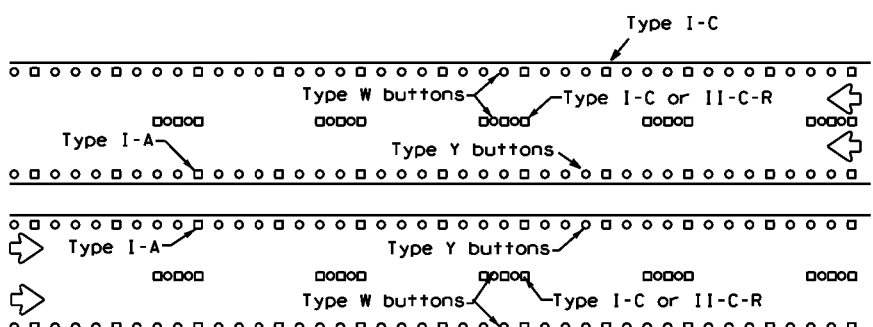 Type I-C
Type W buttons
Type I-C or II-C-R
Type I-A
Type Y buttons
Type I-A
Type Y buttons
Type W buttons
Type I-C or II-C-R